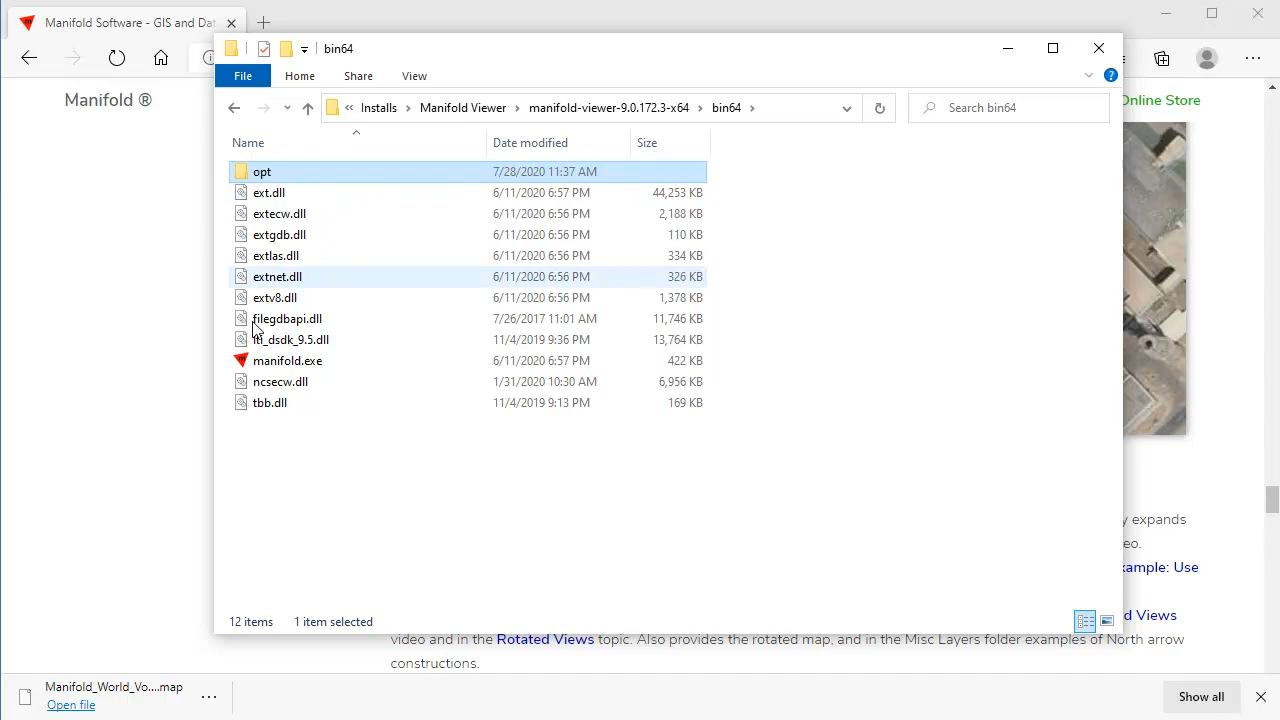 Manifold Software - GIS and Dat
bin64
File
Home
Share
View
Installs
Manifold Viewer
manifold-viewer-9.0.172.3-x64
bin64
Search bin64
Manifold ®
Online Store
Name
Date modified
Size
opt 7/28/2020 11:37 AM
ext.dll 6/11/2020 6:57 PM 44,253 KB
extecw.dll 6/11/2020 6:56 PM 2,188 KB
extgdb.dll 6/11/2020 6:56 PM 110 KB
extlas.dll 6/11/2020 6:56 PM 334 KB
extnet.dll 6/11/2020 6:56 PM 326 KB
extv8.dll 6/11/2020 6:56 PM 1,378 KB
filegdbapi.dll 7/26/2017 11:01 AM 11,746 KB
lti_dsdk_9.5.dll 11/4/2019 9:36 PM 13,764 KB
manifold.exe 6/11/2020 6:57 PM 422 KB
ncsecw.dll 1/31/2020 10:30 AM 6,956 KB
tbb.dll 11/4/2019 9:13 PM 169 KB
y expands
eo.
xample: Use
d Views
12 items
1 item selected
video and in the Rotated Views topic. Also provides the rotated map, and in the Misc Layers folder examples of North arrow
constructions.
Manifold_World_Vo....map
Open file
Show all